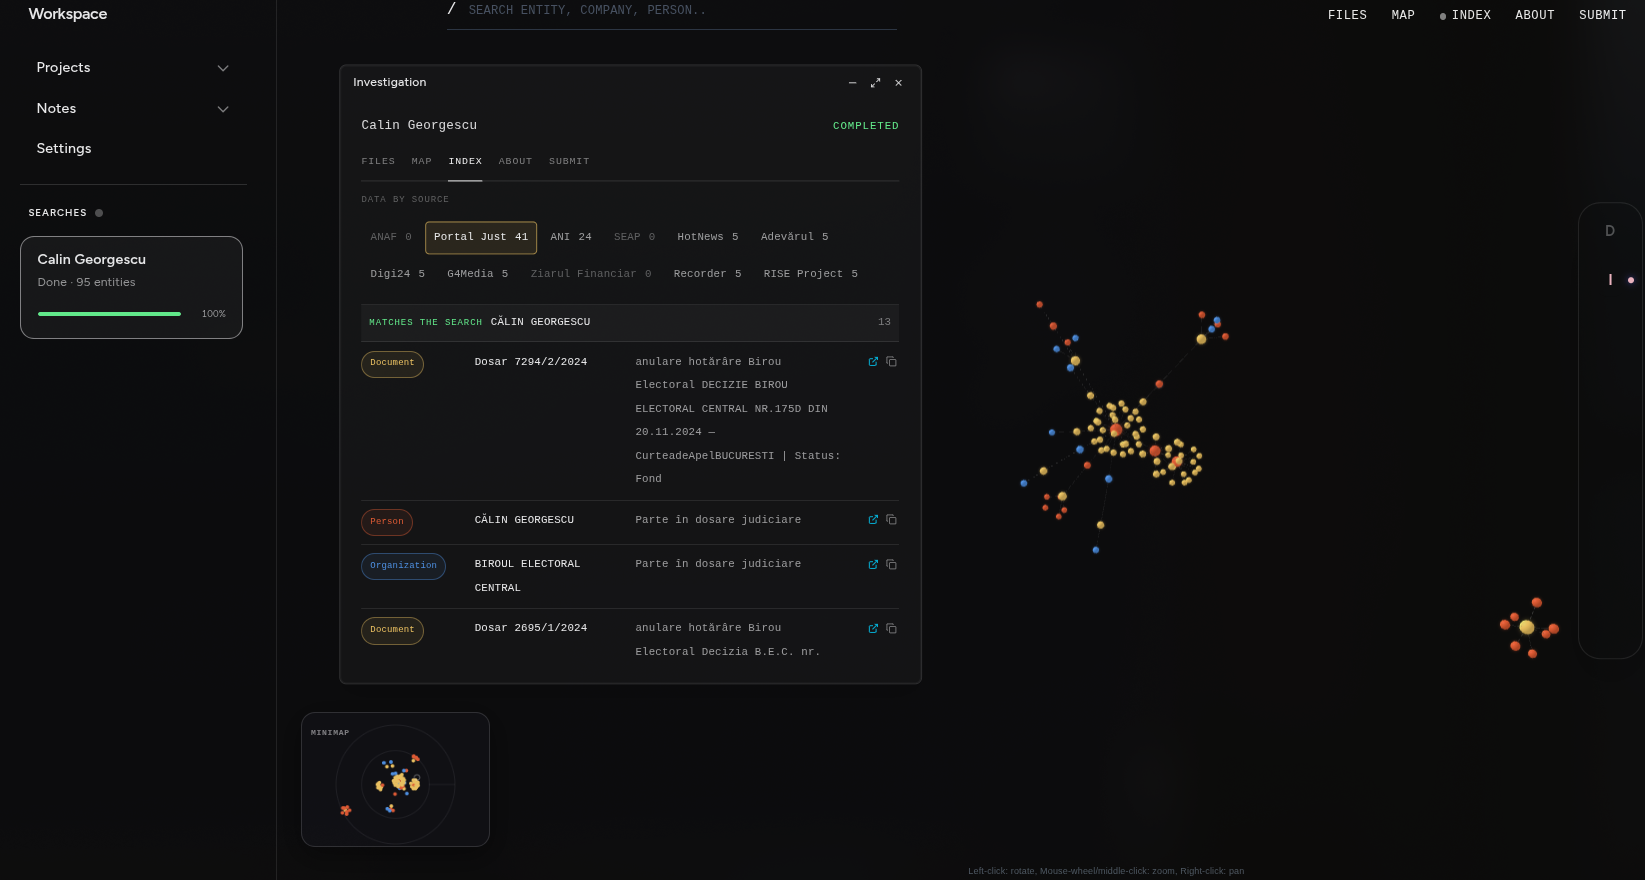 Workspace
/ SEARCH ENTITY, COMPANY, PERSON..
FILES MAP INDEX ABOUT SUBMIT
Projects
Notes
Settings
SEARCHES
Calin Georgescu
Done · 95 entities
100%
Investigation
Calin Georgescu COMPLETED
FILES MAP INDEX ABOUT SUBMIT
DATA BY SOURCE
ANAF 0 Portal Just 41 ANI 24 SEAP 0 HotNews 5 Adevărul 5
Digi24 5 G4Media 5 Ziarul Financiar 0 Recorder 5 RISE Project 5
MATCHES THE SEARCH CĂLIN GEORGESCU 13
Document Dosar 7294/2/2024 anulare hotărâre Birou
Electoral DECIZIE BIROU
ELECTORAL CENTRAL NR.175D DIN
20.11.2024 —
CurteadeApelBUCURESTI | Status:
Fond
Person CĂLIN GEORGESCU Parte în dosare judiciare
Organization BIROUL ELECTORAL Parte în dosare judiciare
CENTRAL
Document Dosar 2695/1/2024 anulare hotărâre Birou
Electoral Decizia B.E.C. nr.
D
I
MINIMAP
Left-click: rotate, Mouse-wheel/middle-click: zoom, Right-click: pan